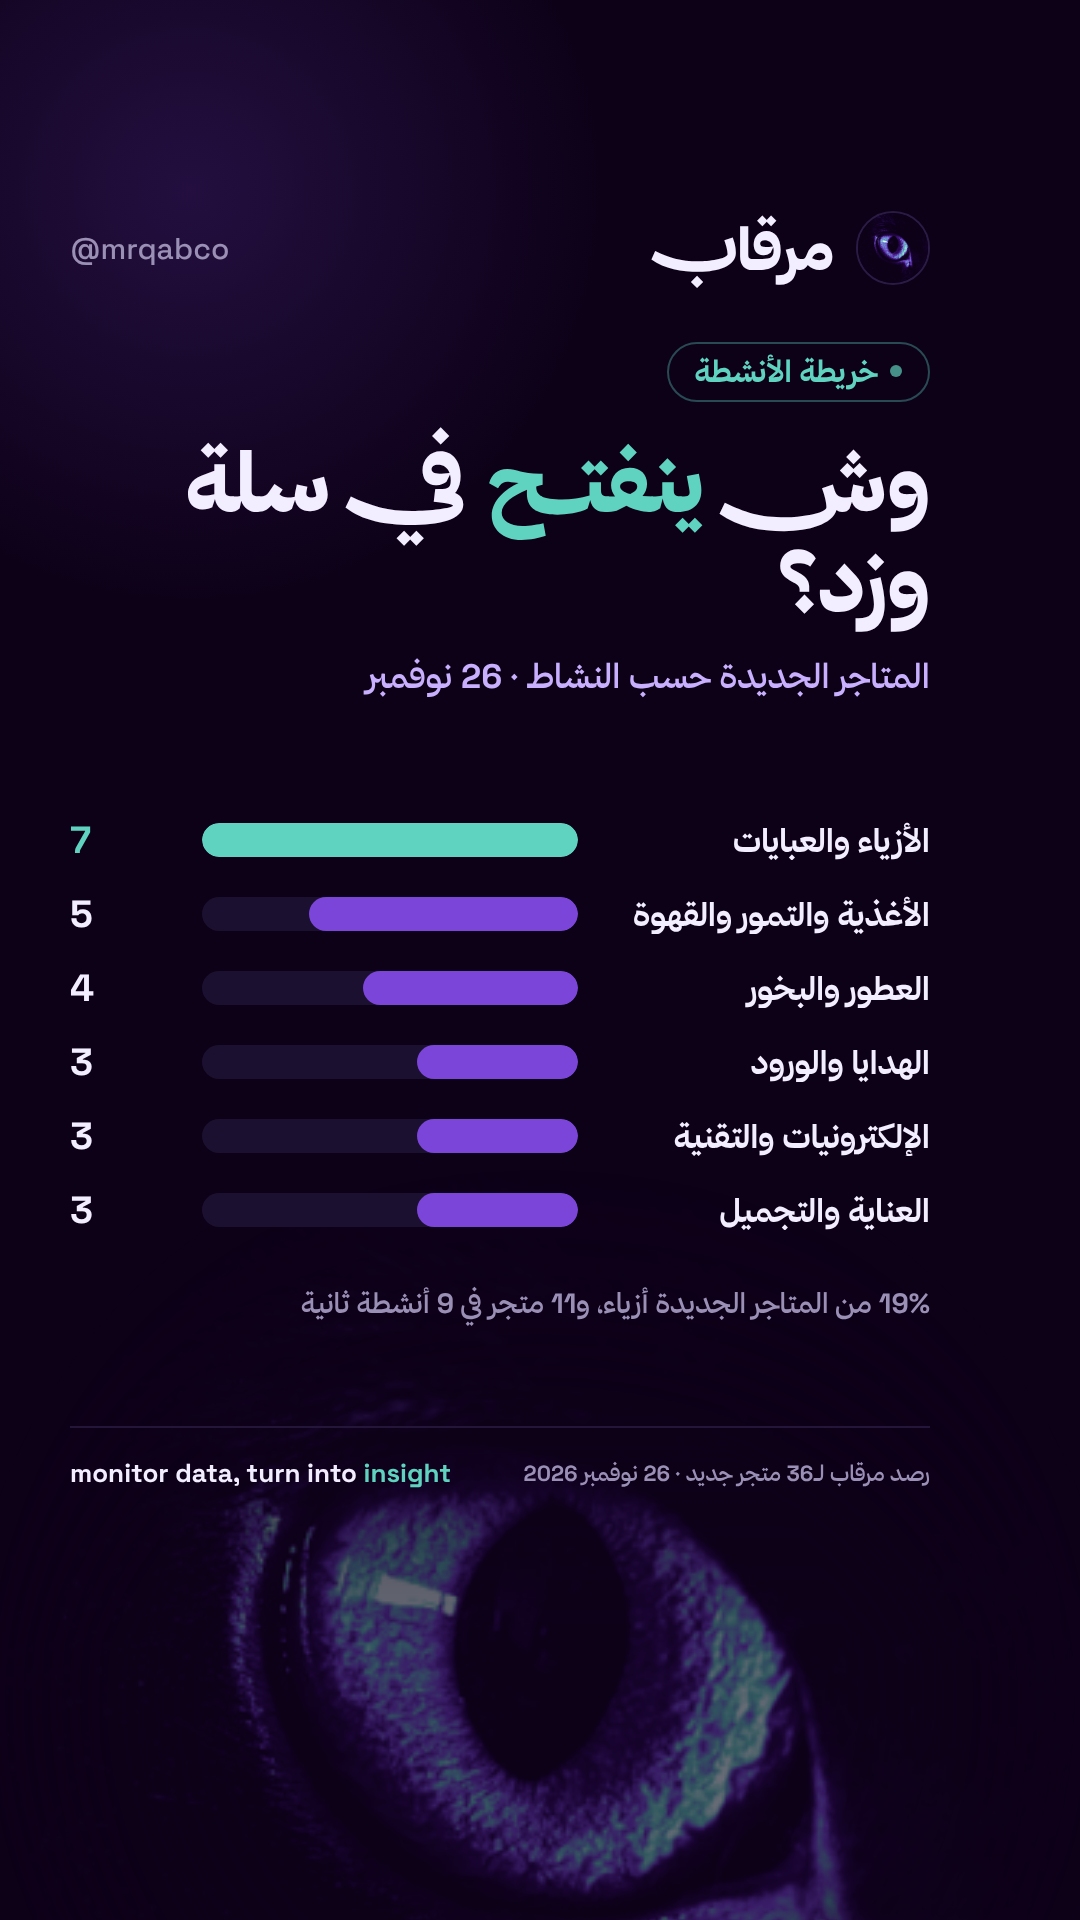 مرقاب
@mrqabco
خريطة الأنشطة
وش ينفتح في سلة
وزد؟
المتاجر الجديدة حسب النشاط · 26 نوفمبر
الأزياء والعبايات 7
الأغذية والتمور والقهوة 5
العطور والبخور 4
الهدايا والورود 3
الإلكترونيات والتقنية 3
العناية والتجميل 3
19% من المتاجر الجديدة أزياء، و11 متجر في 9 أنشطة ثانية
رصد مرقاب لـ36 متجر جديد · 26 نوفمبر 2026
monitor data, turn into insight